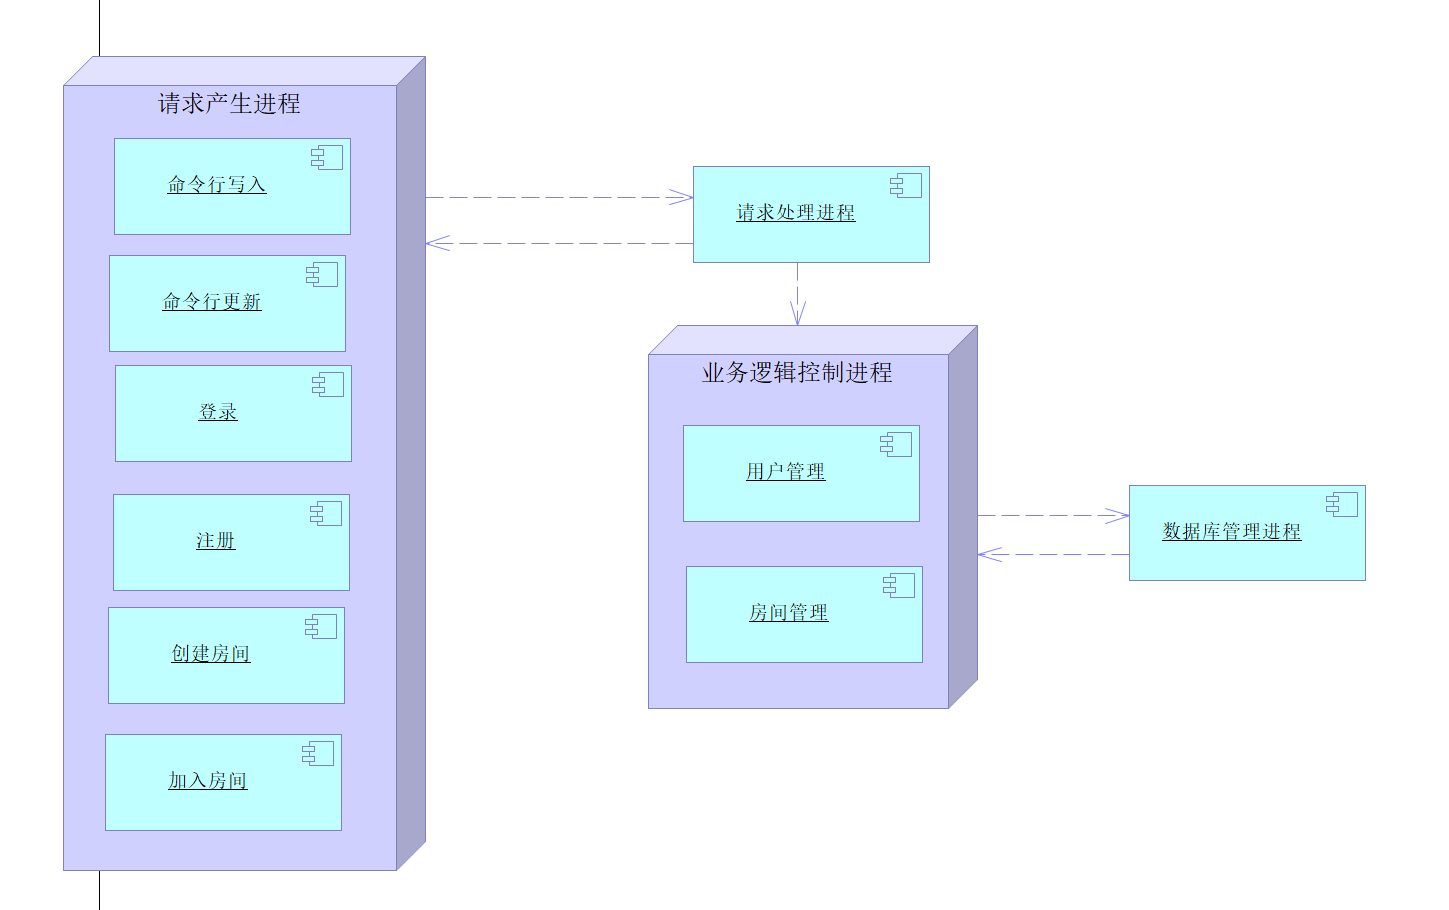 请求产生进程
命令行写入
命令行更新
登录
注册
创建房间
加入房间
请求处理进程
业务逻辑控制进程
用户管理
房间管理
数据库管理进程